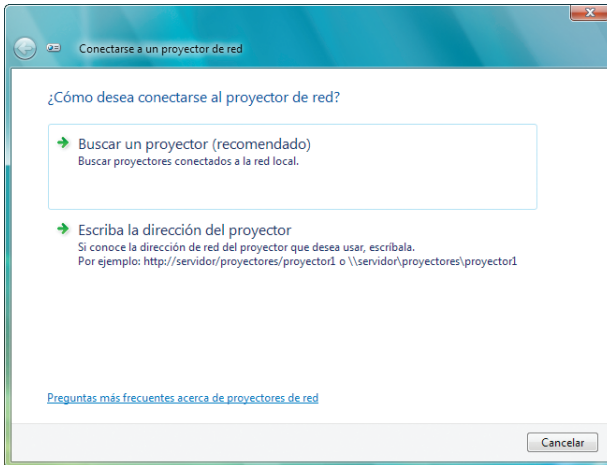 Conectarse a un proyector de red
¿Cómo desea conectarse al proyector de red?
Buscar un proyector (recomendado)
Buscar proyectores conectados a la red local.
Escriba la dirección del proyector
Si conoce la dirección de red del proyector que desea usar, escríbala.
Por ejemplo: http://servidor/proyectores/proyector1 o \\servidor\proyectores\proyector1
Preguntas más frecuentes acerca de proyectores de red
Cancelar